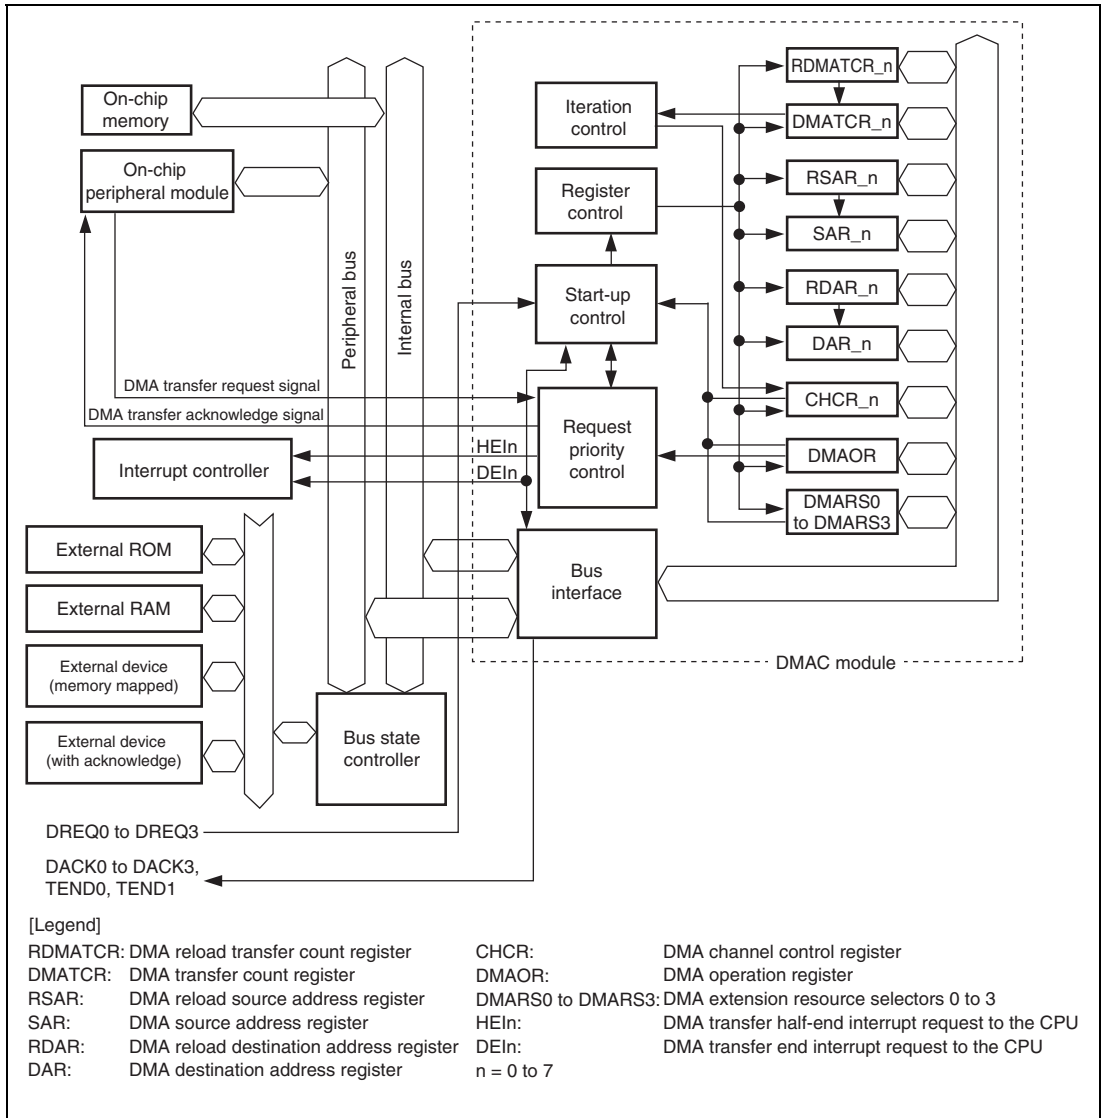 On-chip
memory
On-chip
peripheral module
Peripheral bus
Internal bus
DMA transfer request signal
DMA transfer acknowledge signal
Interrupt controller
HEIn
DEIn
External ROM
External RAM
External device
(memory mapped)
External device
(with acknowledge)
Bus state
controller
DREQ0 to DREQ3
DACK0 to DACK3,
TEND0, TEND1
Iteration
control
Register
control
Start-up
control
Request
priority
control
Bus
interface
RDMATCR_n
DMATCR_n
RSAR_n
SAR_n
RDAR_n
DAR_n
CHCR_n
DMAOR
DMARS0
to DMARS3
DMAC module
[Legend]
RDMATCR: DMA reload transfer count register
DMATCR: DMA transfer count register
RSAR: DMA reload source address register
SAR: DMA source address register
RDAR: DMA reload destination address register
DAR: DMA destination address register
CHCR: DMA channel control register
DMAOR: DMA operation register
DMARS0 to DMARS3: DMA extension resource selectors 0 to 3
HEIn: DMA transfer half-end interrupt request to the CPU
DEIn: DMA transfer end interrupt request to the CPU
n = 0 to 7